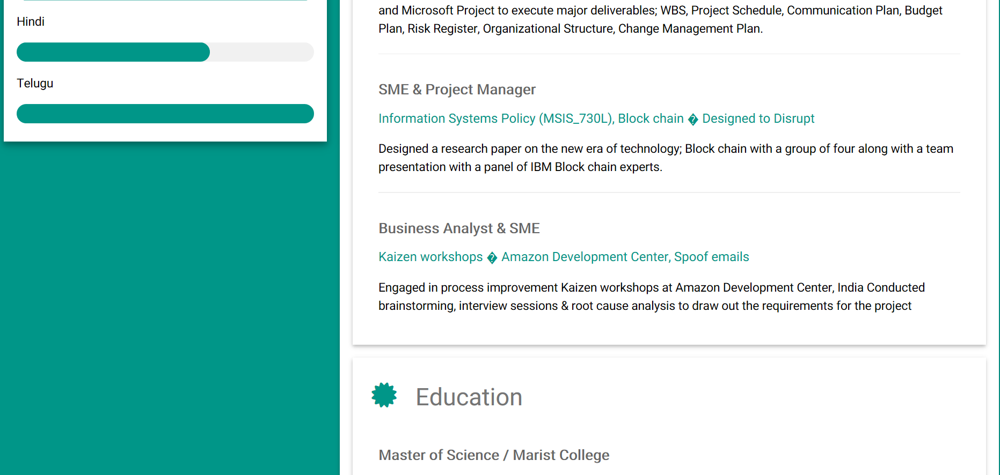 Hindi
Telugu
and Microsoft Project to execute major deliverables; WBS, Project Schedule, Communication Plan, Budget
Plan, Risk Register, Organizational Structure, Change Management Plan.
SME & Project Manager
Information Systems Policy (MSIS_730L), Block chain � Designed to Disrupt
Designed a research paper on the new era of technology; Block chain with a group of four along with a team
presentation with a panel of IBM Block chain experts.
Business Analyst & SME
Kaizen workshops � Amazon Development Center, Spoof emails
Engaged in process improvement Kaizen workshops at Amazon Development Center, India Conducted
brainstorming, interview sessions & root cause analysis to draw out the requirements for the project
Education
Master of Science / Marist College